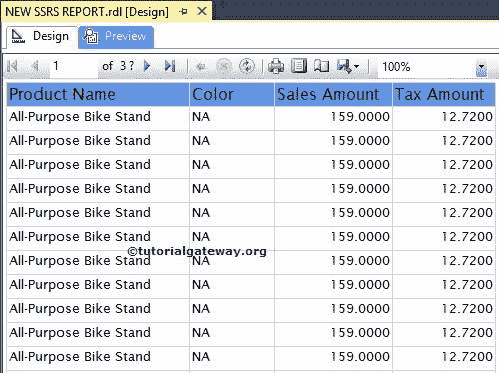 NEW SSRS REPORT.rdl [Design]
Design Preview
1 of 3 ? 100%
Product Name Color Sales Amount Tax Amount
All-Purpose Bike Stand NA 159.0000 12.7200
All-Purpose Bike Stand NA 159.0000 12.7200
All-Purpose Bike Stand NA 159.0000 12.7200
All-Purpose Bike Stand NA 159.0000 12.7200
All-Purpose Bike Stand NA 159.0000 12.7200
©tutorialgateway.org
All-Purpose Bike Stand NA 159.0000 12.7200
All-Purpose Bike Stand NA 159.0000 12.7200
All-Purpose Bike Stand NA 159.0000 12.7200
All-Purpose Bike Stand NA 159.0000 12.7200
All-Purpose Bike Stand NA 159.0000 12.7200
All-Purpose Bike Stand NA 159.0000 12.7200